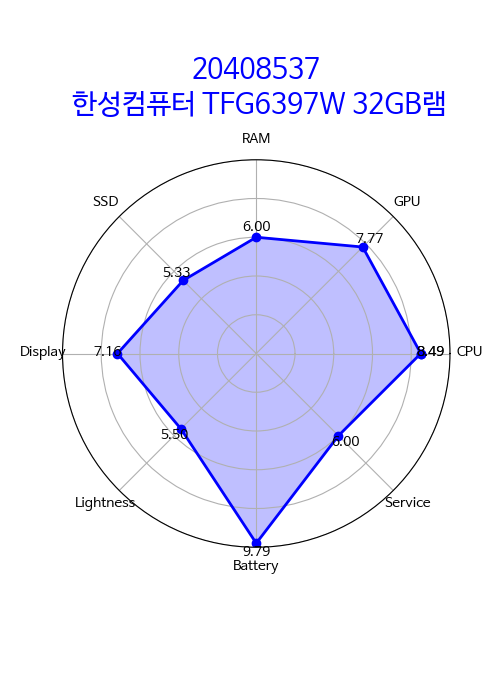 20408537
한성컴퓨터 TFG6397W 32GB램
RAM
SSD
GPU
6.00
7.77
5.33
Display
7.16
8.49
CPU
5.50
6.00
Lightness
Service
9.79
Battery